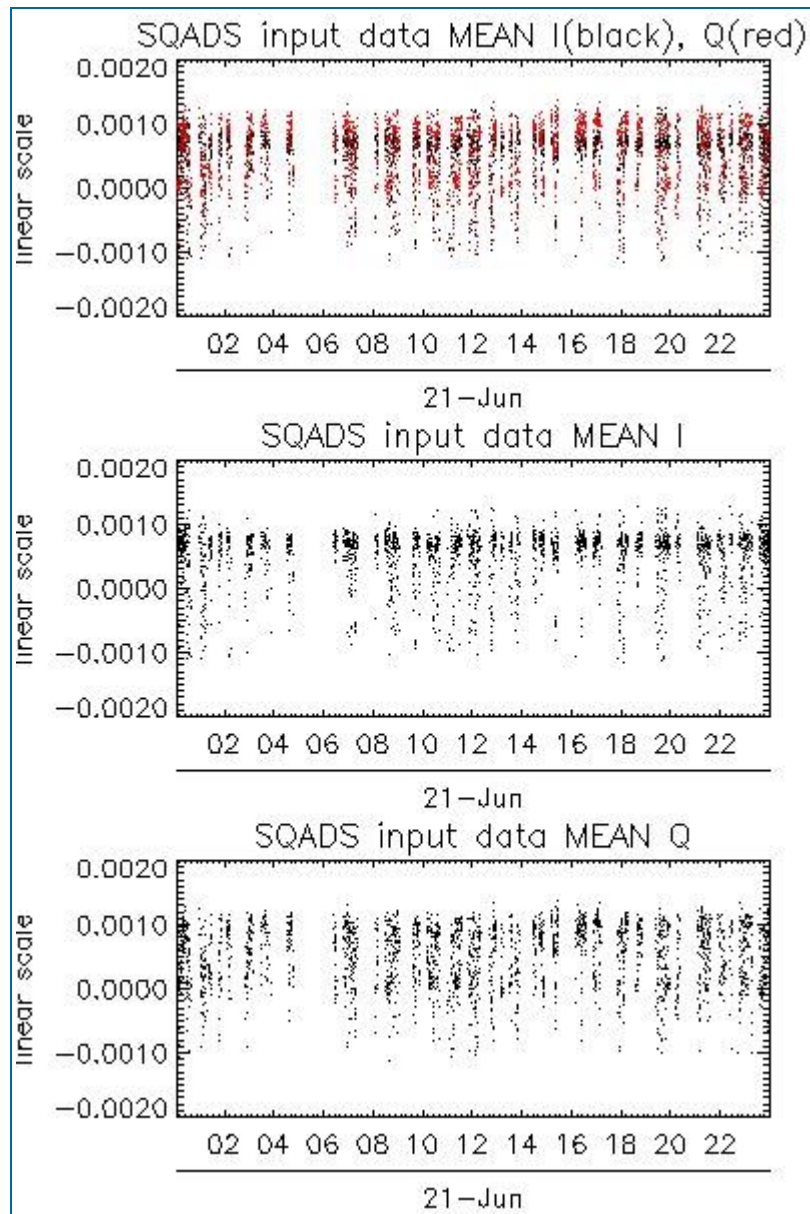 SQADS input data MEAN I(black), Q(red)
0.0020
0.0010
0.0000
−0.0010
−0.0020
linear scale
02 04 06 08 10 12 14 16 18 20 22
21−Jun
SQADS input data MEAN I
0.0020
0.0010
0.0000
−0.0010
−0.0020
linear scale
02 04 06 08 10 12 14 16 18 20 22
21−Jun
SQADS input data MEAN Q
0.0020
0.0010
0.0000
−0.0010
−0.0020
linear scale
02 04 06 08 10 12 14 16 18 20 22
21−Jun